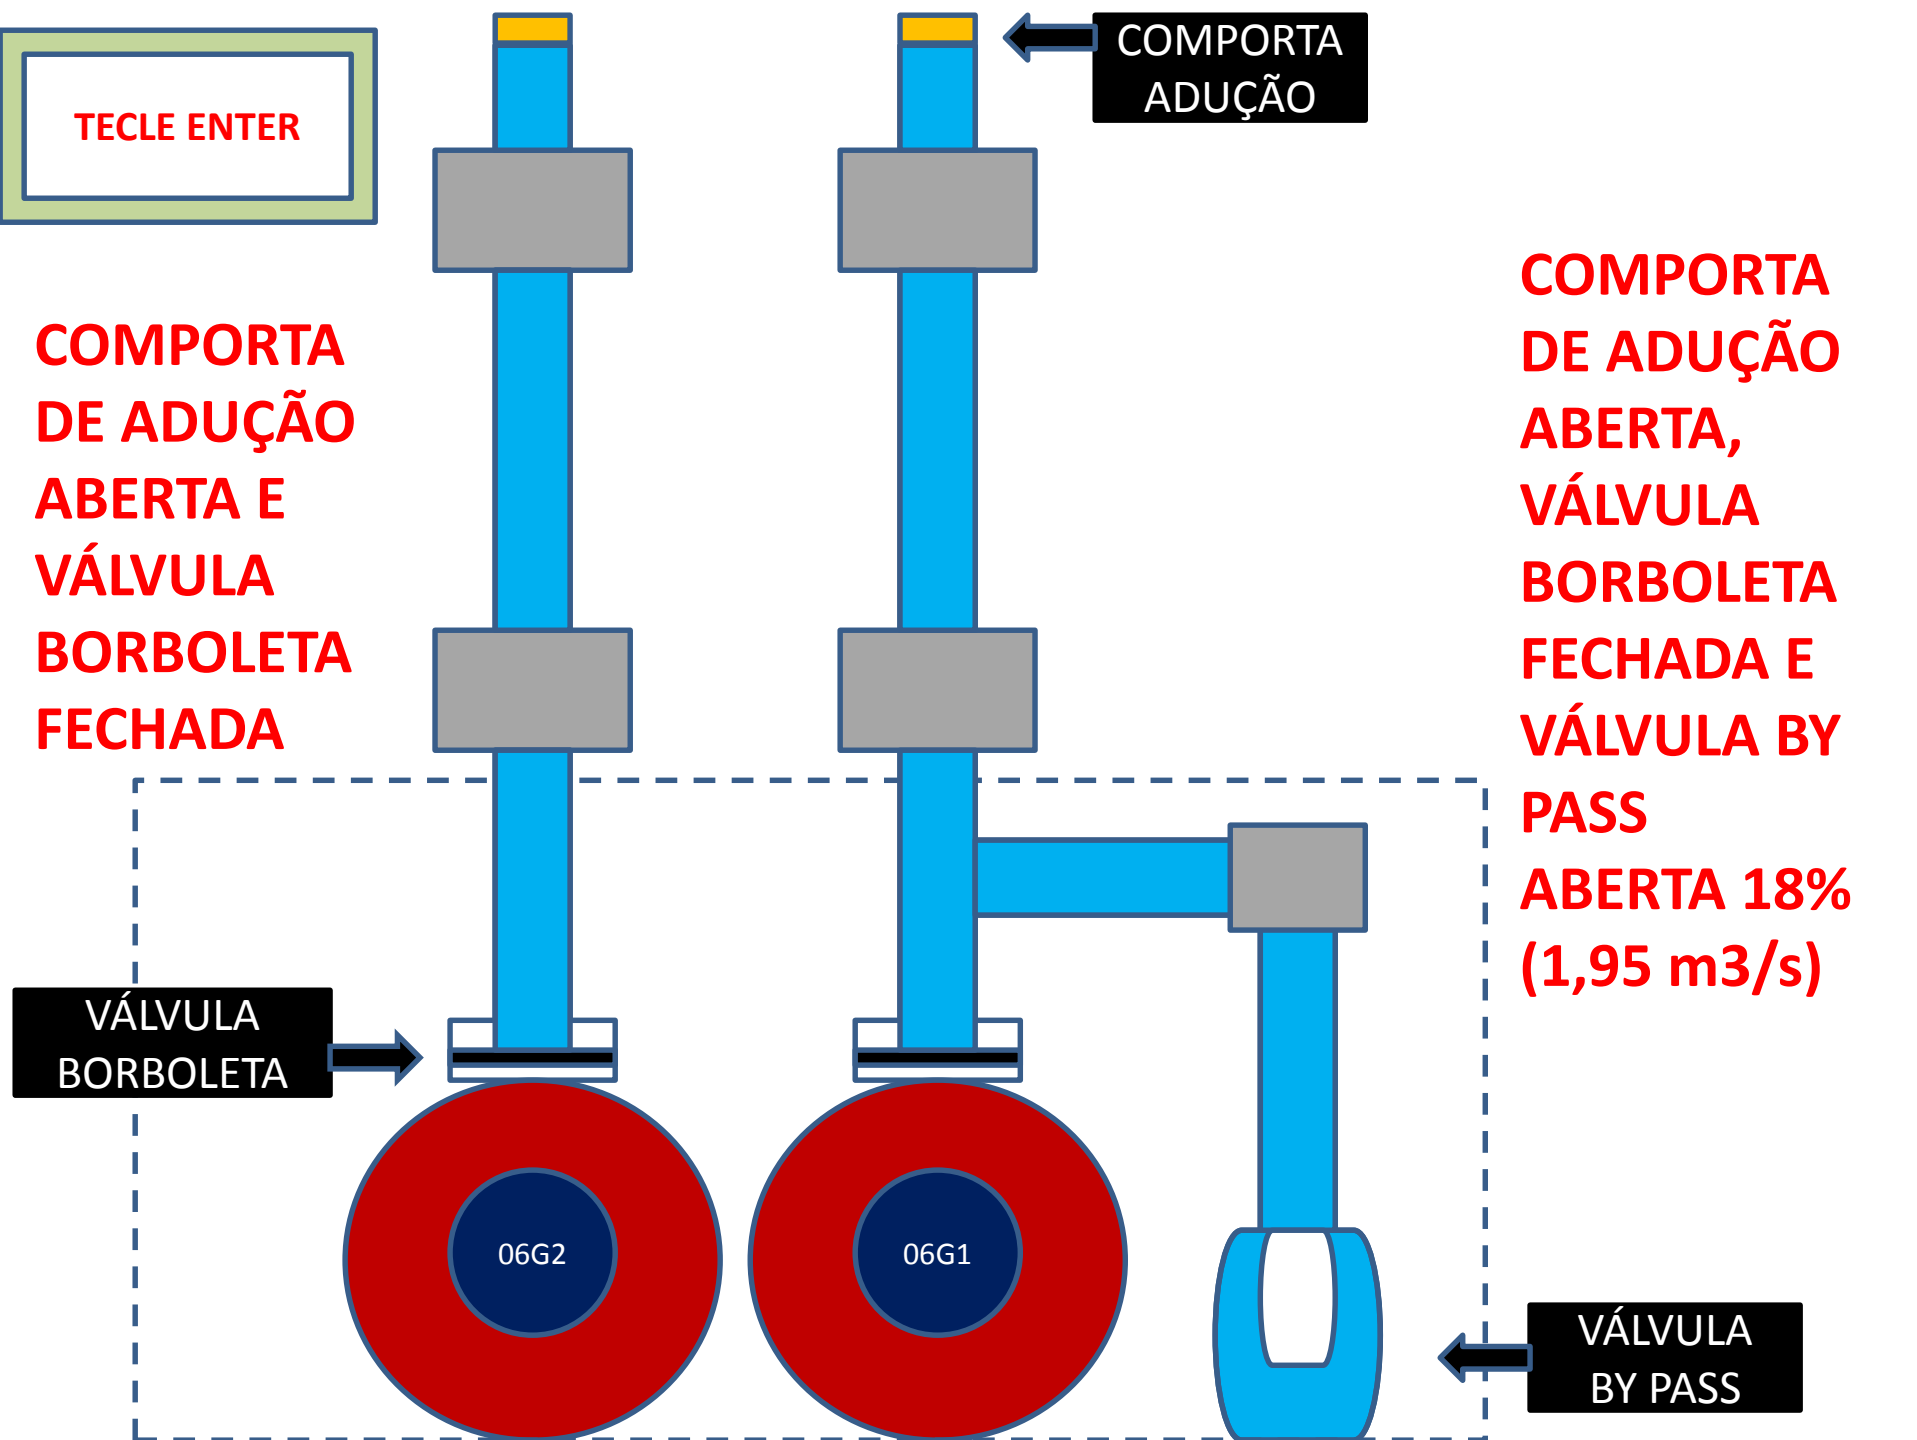 COMPORTA
ADUÇÃO
TECLE ENTER
COMPORTA
DE ADUÇÃO
ABERTA E
VÁLVULA
BORBOLETA
FECHADA
COMPORTA
DE ADUÇÃO
ABERTA,
VÁLVULA
BORBOLETA
FECHADA E
VÁLVULA BY
PASS
ABERTA 18%
(1,95 m3/s)
VÁLVULA
BORBOLETA
06G2
06G1
VÁLVULA
BY PASS